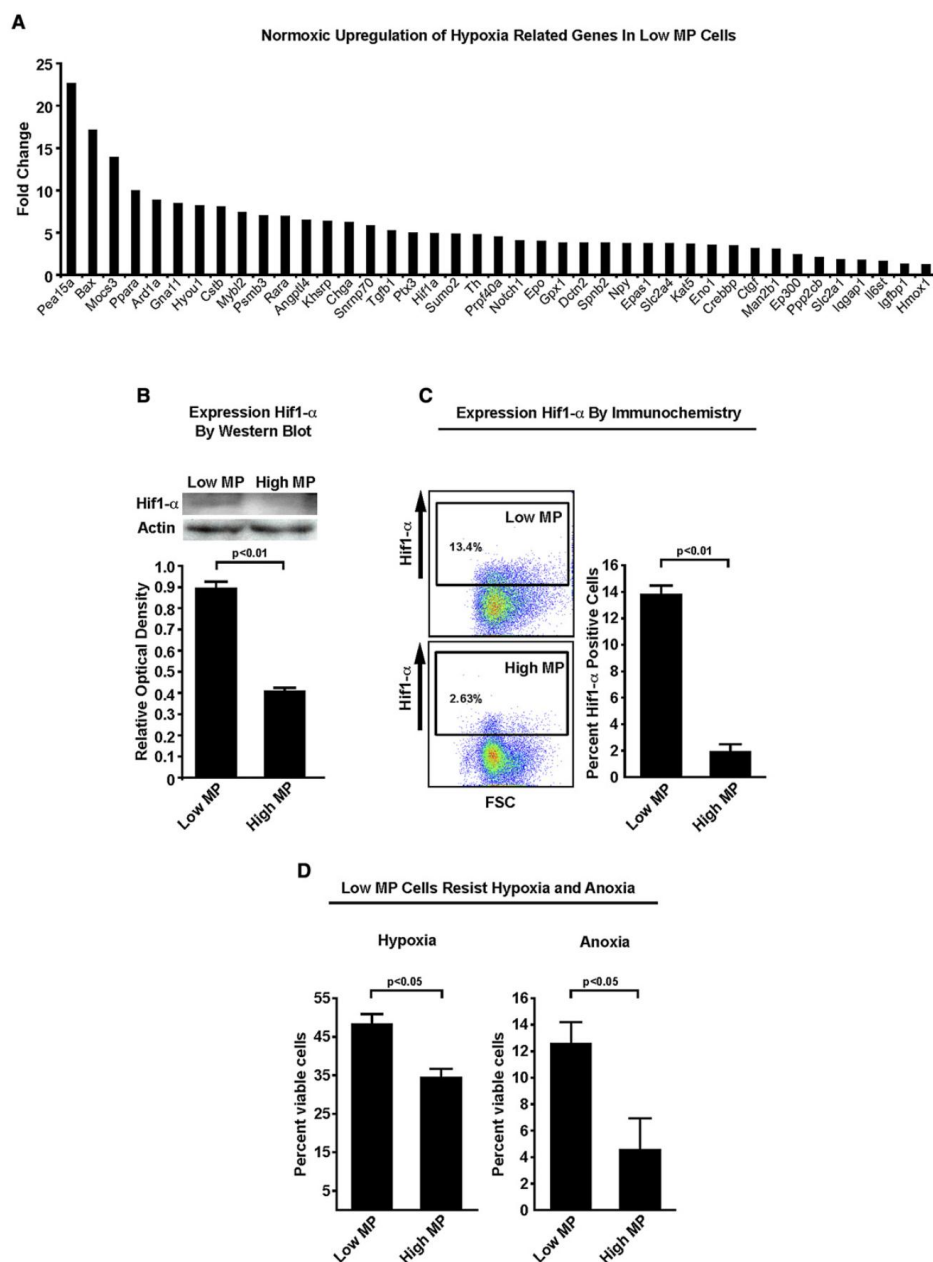 A
Normoxic Upregulation of Hypoxia Related Genes In Low MP Cells
Fold Change
25
20
15
10
5
0
Pea15a
Bax
Mocs3
Ppara
Ard1a
Gna11
Hyou1
Cstb
Mybl2
Psmb3
Rara
Angptl4
Khsrp
Chga
Snrnp70
Tgfb1
Plx3
Hif1a
Sumo2
Th
Prpf40a
Notch1
Epo
Gpx1
Dctn2
Spnb2
Npy
Epas1
Slc2a4
Kat5
Eno1
Crebbp
Ctgf
Man2b1
Ep300
Ppp2cb
Slc2a1
Iqgap1
Il6st
Igfbp1
Hmox1
B
Expression Hif1-α
By Western Blot
Low MP High MP
Hif1-α
Actin
p<0.01
Relative Optical Density
1.0
0.9
0.8
0.7
0.6
0.5
0.4
0.3
0.2
0.1
0
Low MP
High MP
C
Expression Hif1-α By Immunochemistry
Hif1-α
Low MP
13.4%
Hif1-α
High MP
2.63%
FSC
p<0.01
Percent Hif1-α Positive Cells
16
14
12
10
8
6
4
2
0
Low MP
High MP
D
Low MP Cells Resist Hypoxia and Anoxia
Hypoxia
p<0.05
Percent viable cells
55
45
35
25
15
5
Low MP
High MP
Anoxia
p<0.05
Percent viable cells
16
14
12
10
8
6
4
2
0
Low MP
High MP